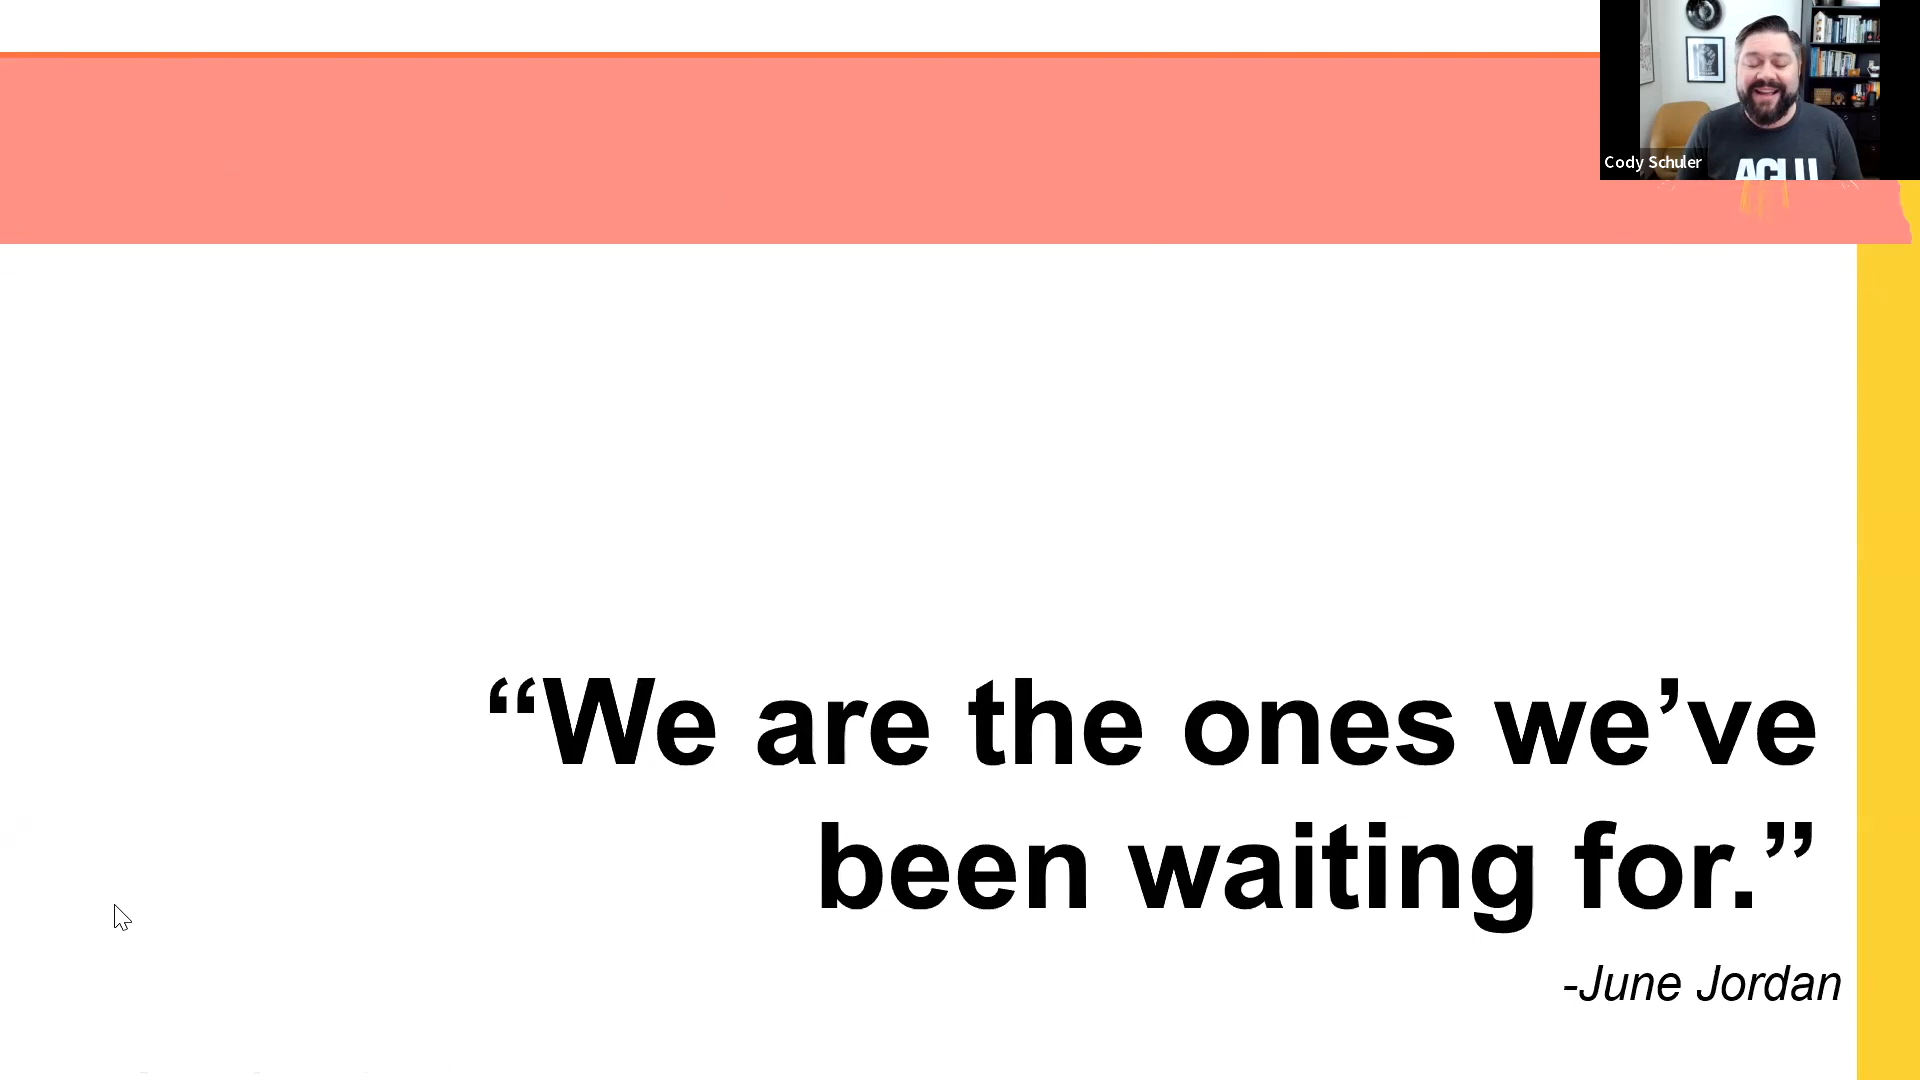 Cody Schuler
ACLU
“We are the ones we’ve
been waiting for.”
-June Jordan